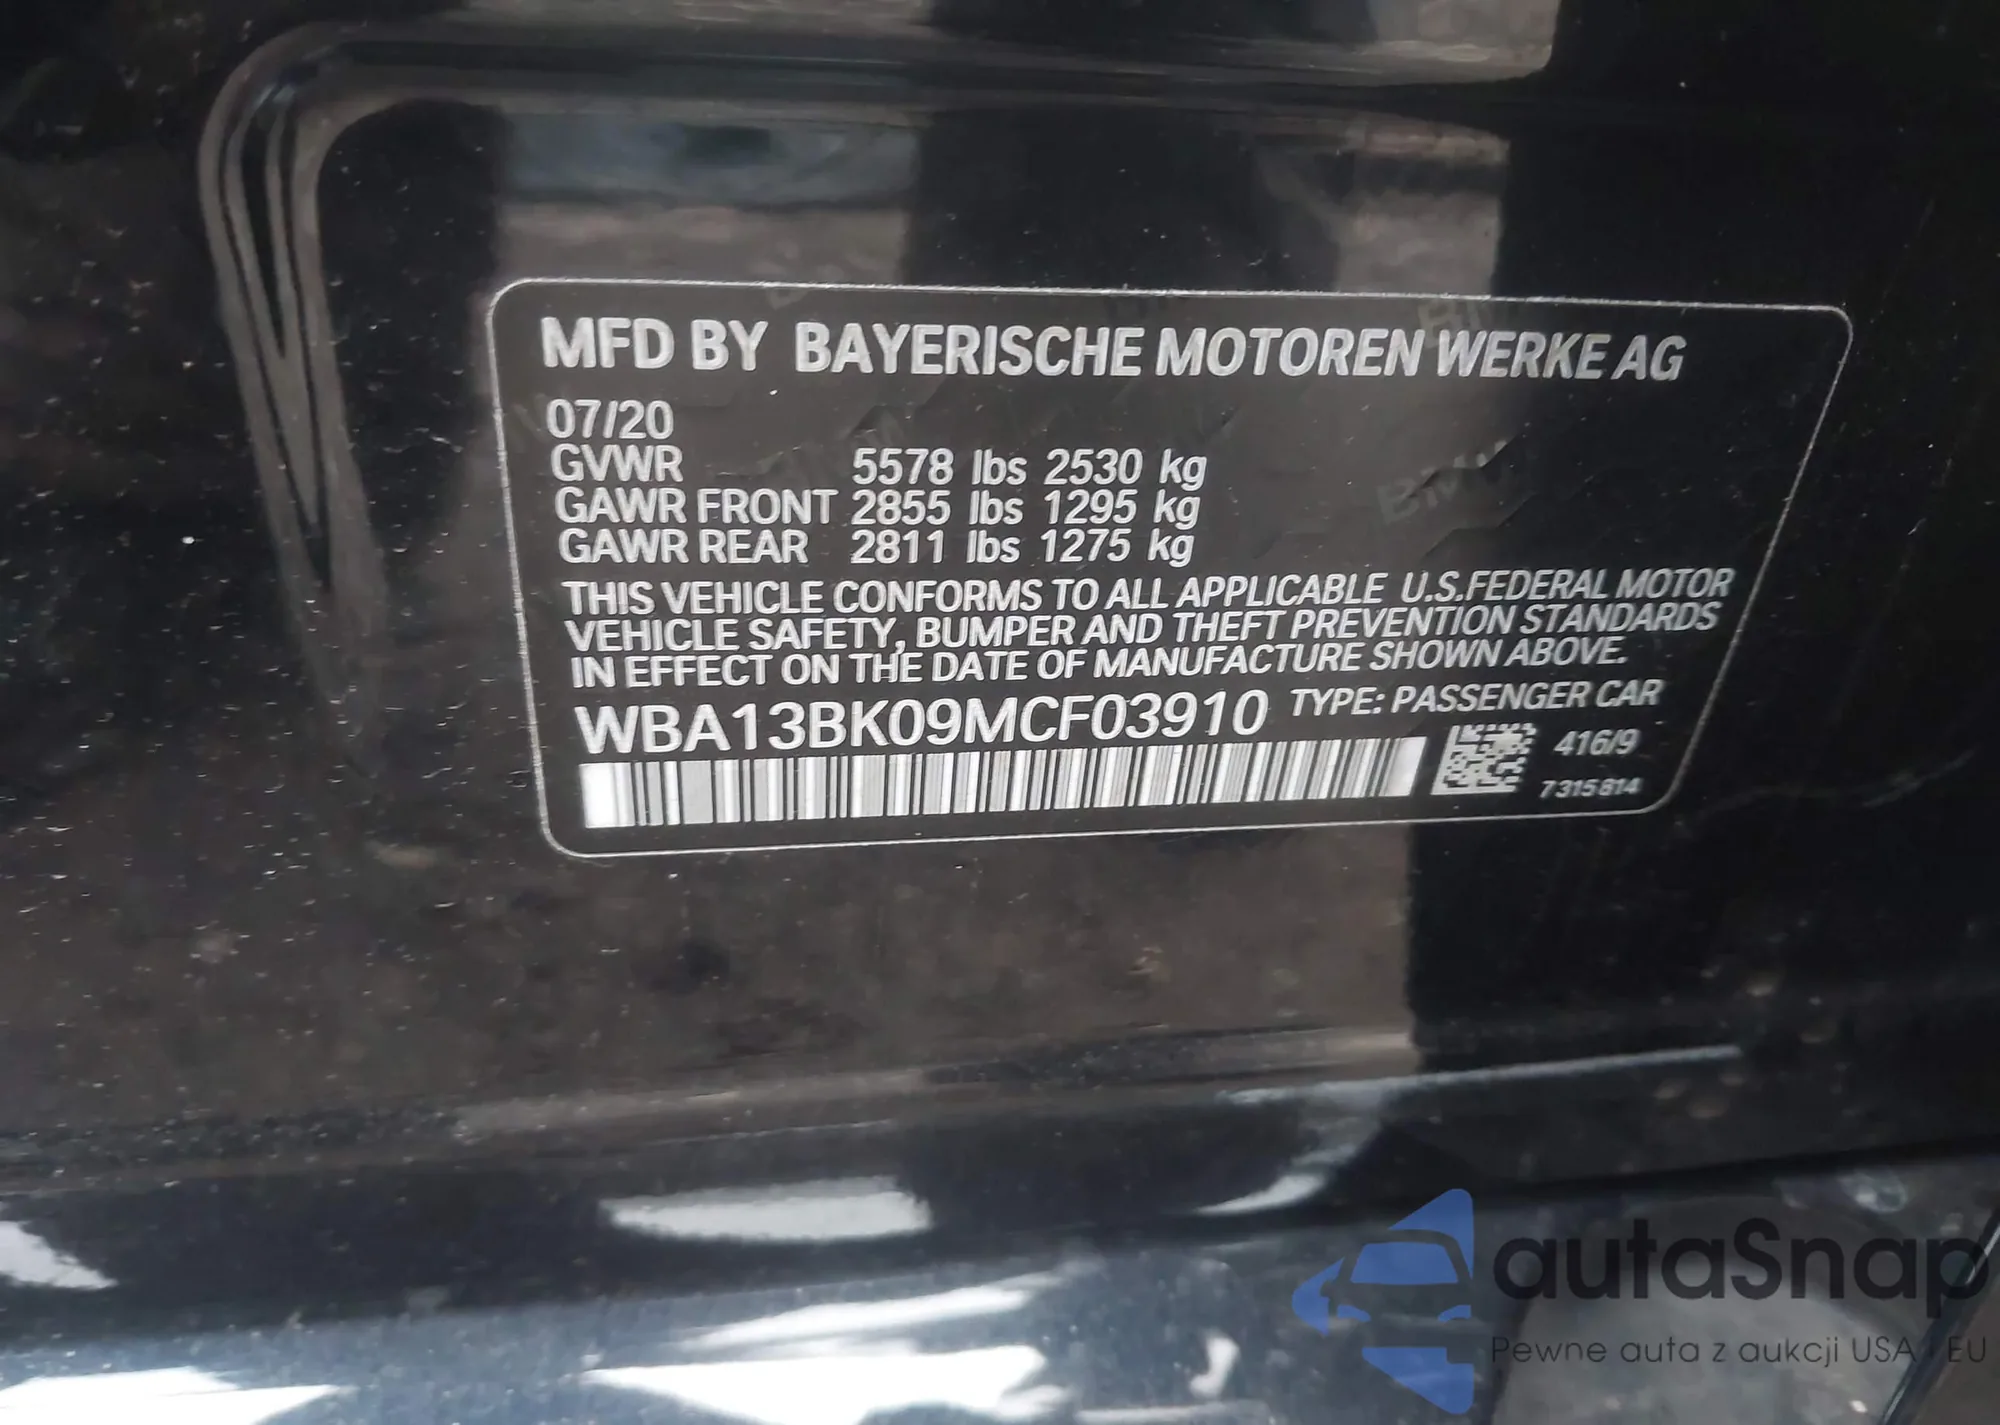 MFD BY BAYERISCHE MOTOREN WERKE AG
07/20
GVWR 5578 lbs 2530 kg
GAWR FRONT 2855 lbs 1295 kg
GAWR REAR 2811 lbs 1275 kg
THIS VEHICLE CONFORMS TO ALL APPLICABLE U.S.FEDERAL MOTOR
VEHICLE SAFETY, BUMPER AND THEFT PREVENTION STANDARDS
IN EFFECT ON THE DATE OF MANUFACTURE SHOWN ABOVE.
WBA13BK09MCF03910 TYPE: PASSENGER CAR
416/9
7315814
autaSnap
Pewne auta z aukcji USA i EU